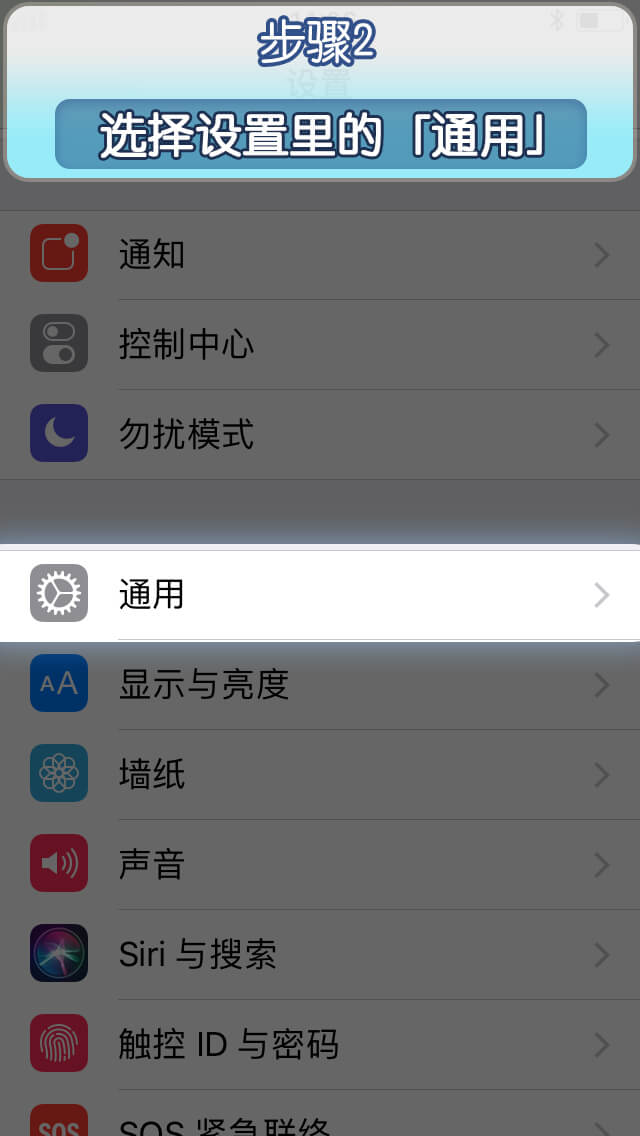 步骤2
设置
选择设置里的「通用」
通知
控制中心
勿扰模式
通用
AA 显示与亮度
墙纸
声音
Siri 与搜索
触控 ID 与密码
SOS SOS 紧急联络